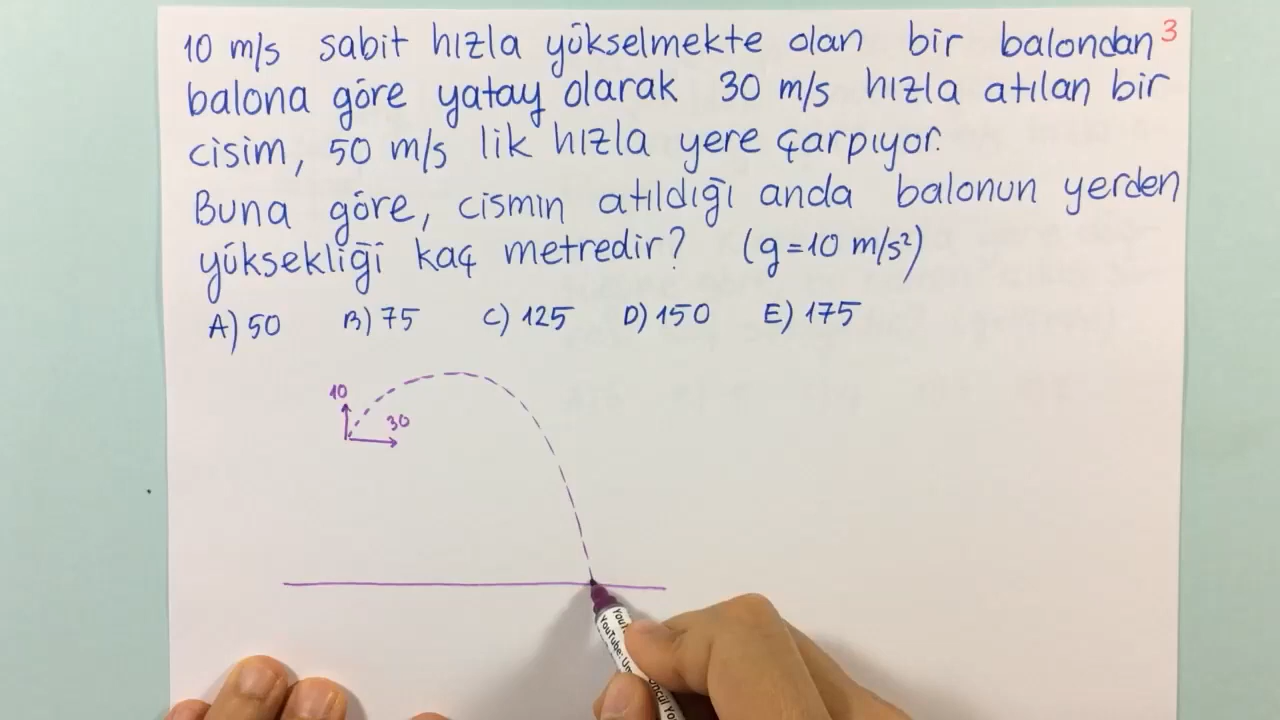 10 m/s sabit hızla yükselmekte olan bir balondan 3
balona göre yatay olarak 30 m/s hızla atılan bir
cisim, 50 m/s lik hızla yere çarpıyor.
Buna göre, cismin atıldığı anda balonun yerden
yüksekliği kaç metredir? (g=10 m/s²)
A) 50 B) 75 C) 125 D) 150 E) 175
10
30
YouTube: